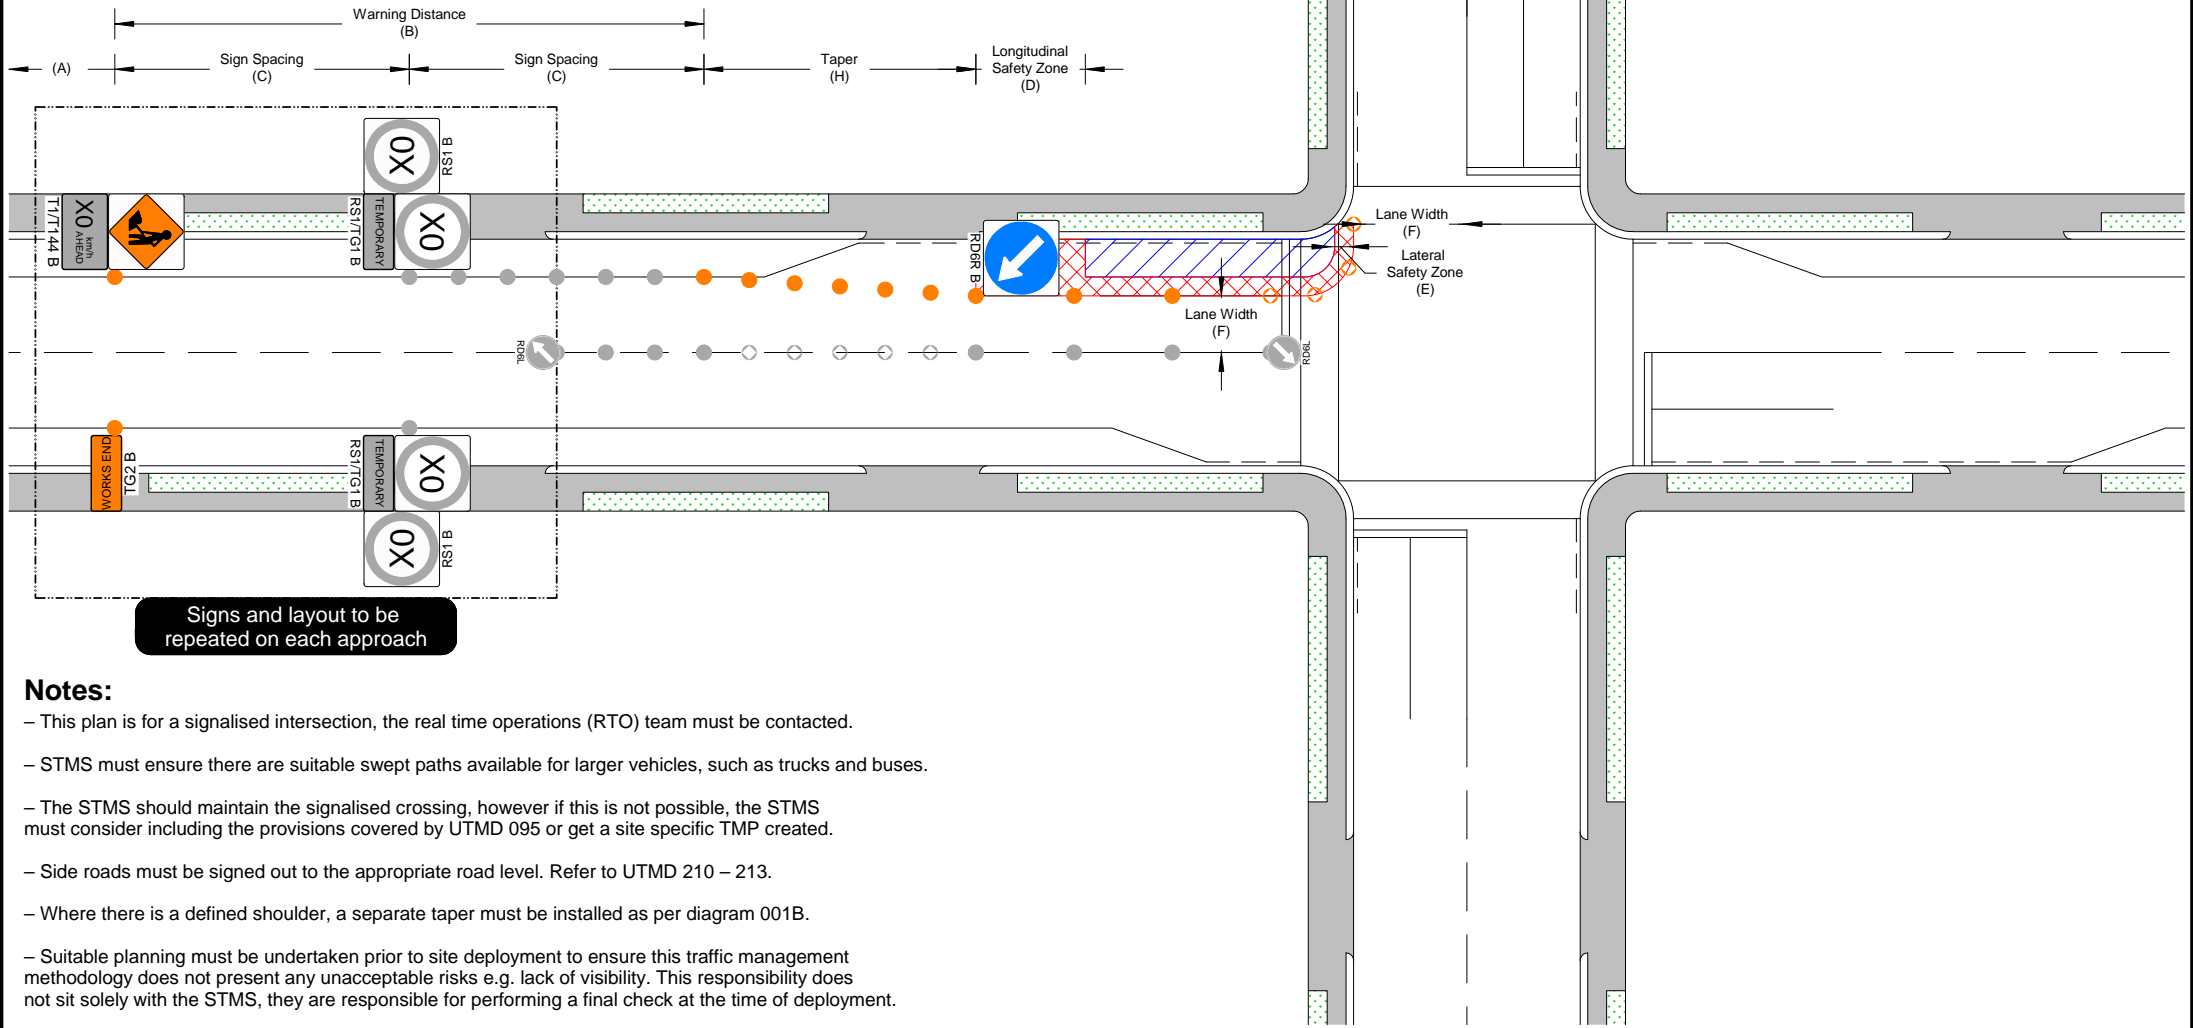 Warning Distance
(B)
(A)
Sign Spacing
(C)
Sign Spacing
(C)
Taper
(H)
Longitudinal
Safety Zone
(D)
X0
RS1 B
T1/T144 B
X0 km/h
AHEAD
RS1/TG1 B
TEMPORARY
X0
RD6R B
Lane Width
(F)
Lateral
Safety Zone
(E)
Lane Width
(F)
RD6L
RD6L
WORKS END
TG2 B
RS1/TG1 B
TEMPORARY
X0
X0
RS1 B
Signs and layout to be
repeated on each approach
Notes:
– This plan is for a signalised intersection, the real time operations (RTO) team must be contacted.
– STMS must ensure there are suitable swept paths available for larger vehicles, such as trucks and buses.
– The STMS should maintain the signalised crossing, however if this is not possible, the STMS
must consider including the provisions covered by UTMD 095 or get a site specific TMP created.
– Side roads must be signed out to the appropriate road level. Refer to UTMD 210 – 213.
– Where there is a defined shoulder, a separate taper must be installed as per diagram 001B.
– Suitable planning must be undertaken prior to site deployment to ensure this traffic management
methodology does not present any unacceptable risks e.g. lack of visibility. This responsibility does
not sit solely with the STMS, they are responsible for performing a final check at the time of deployment.